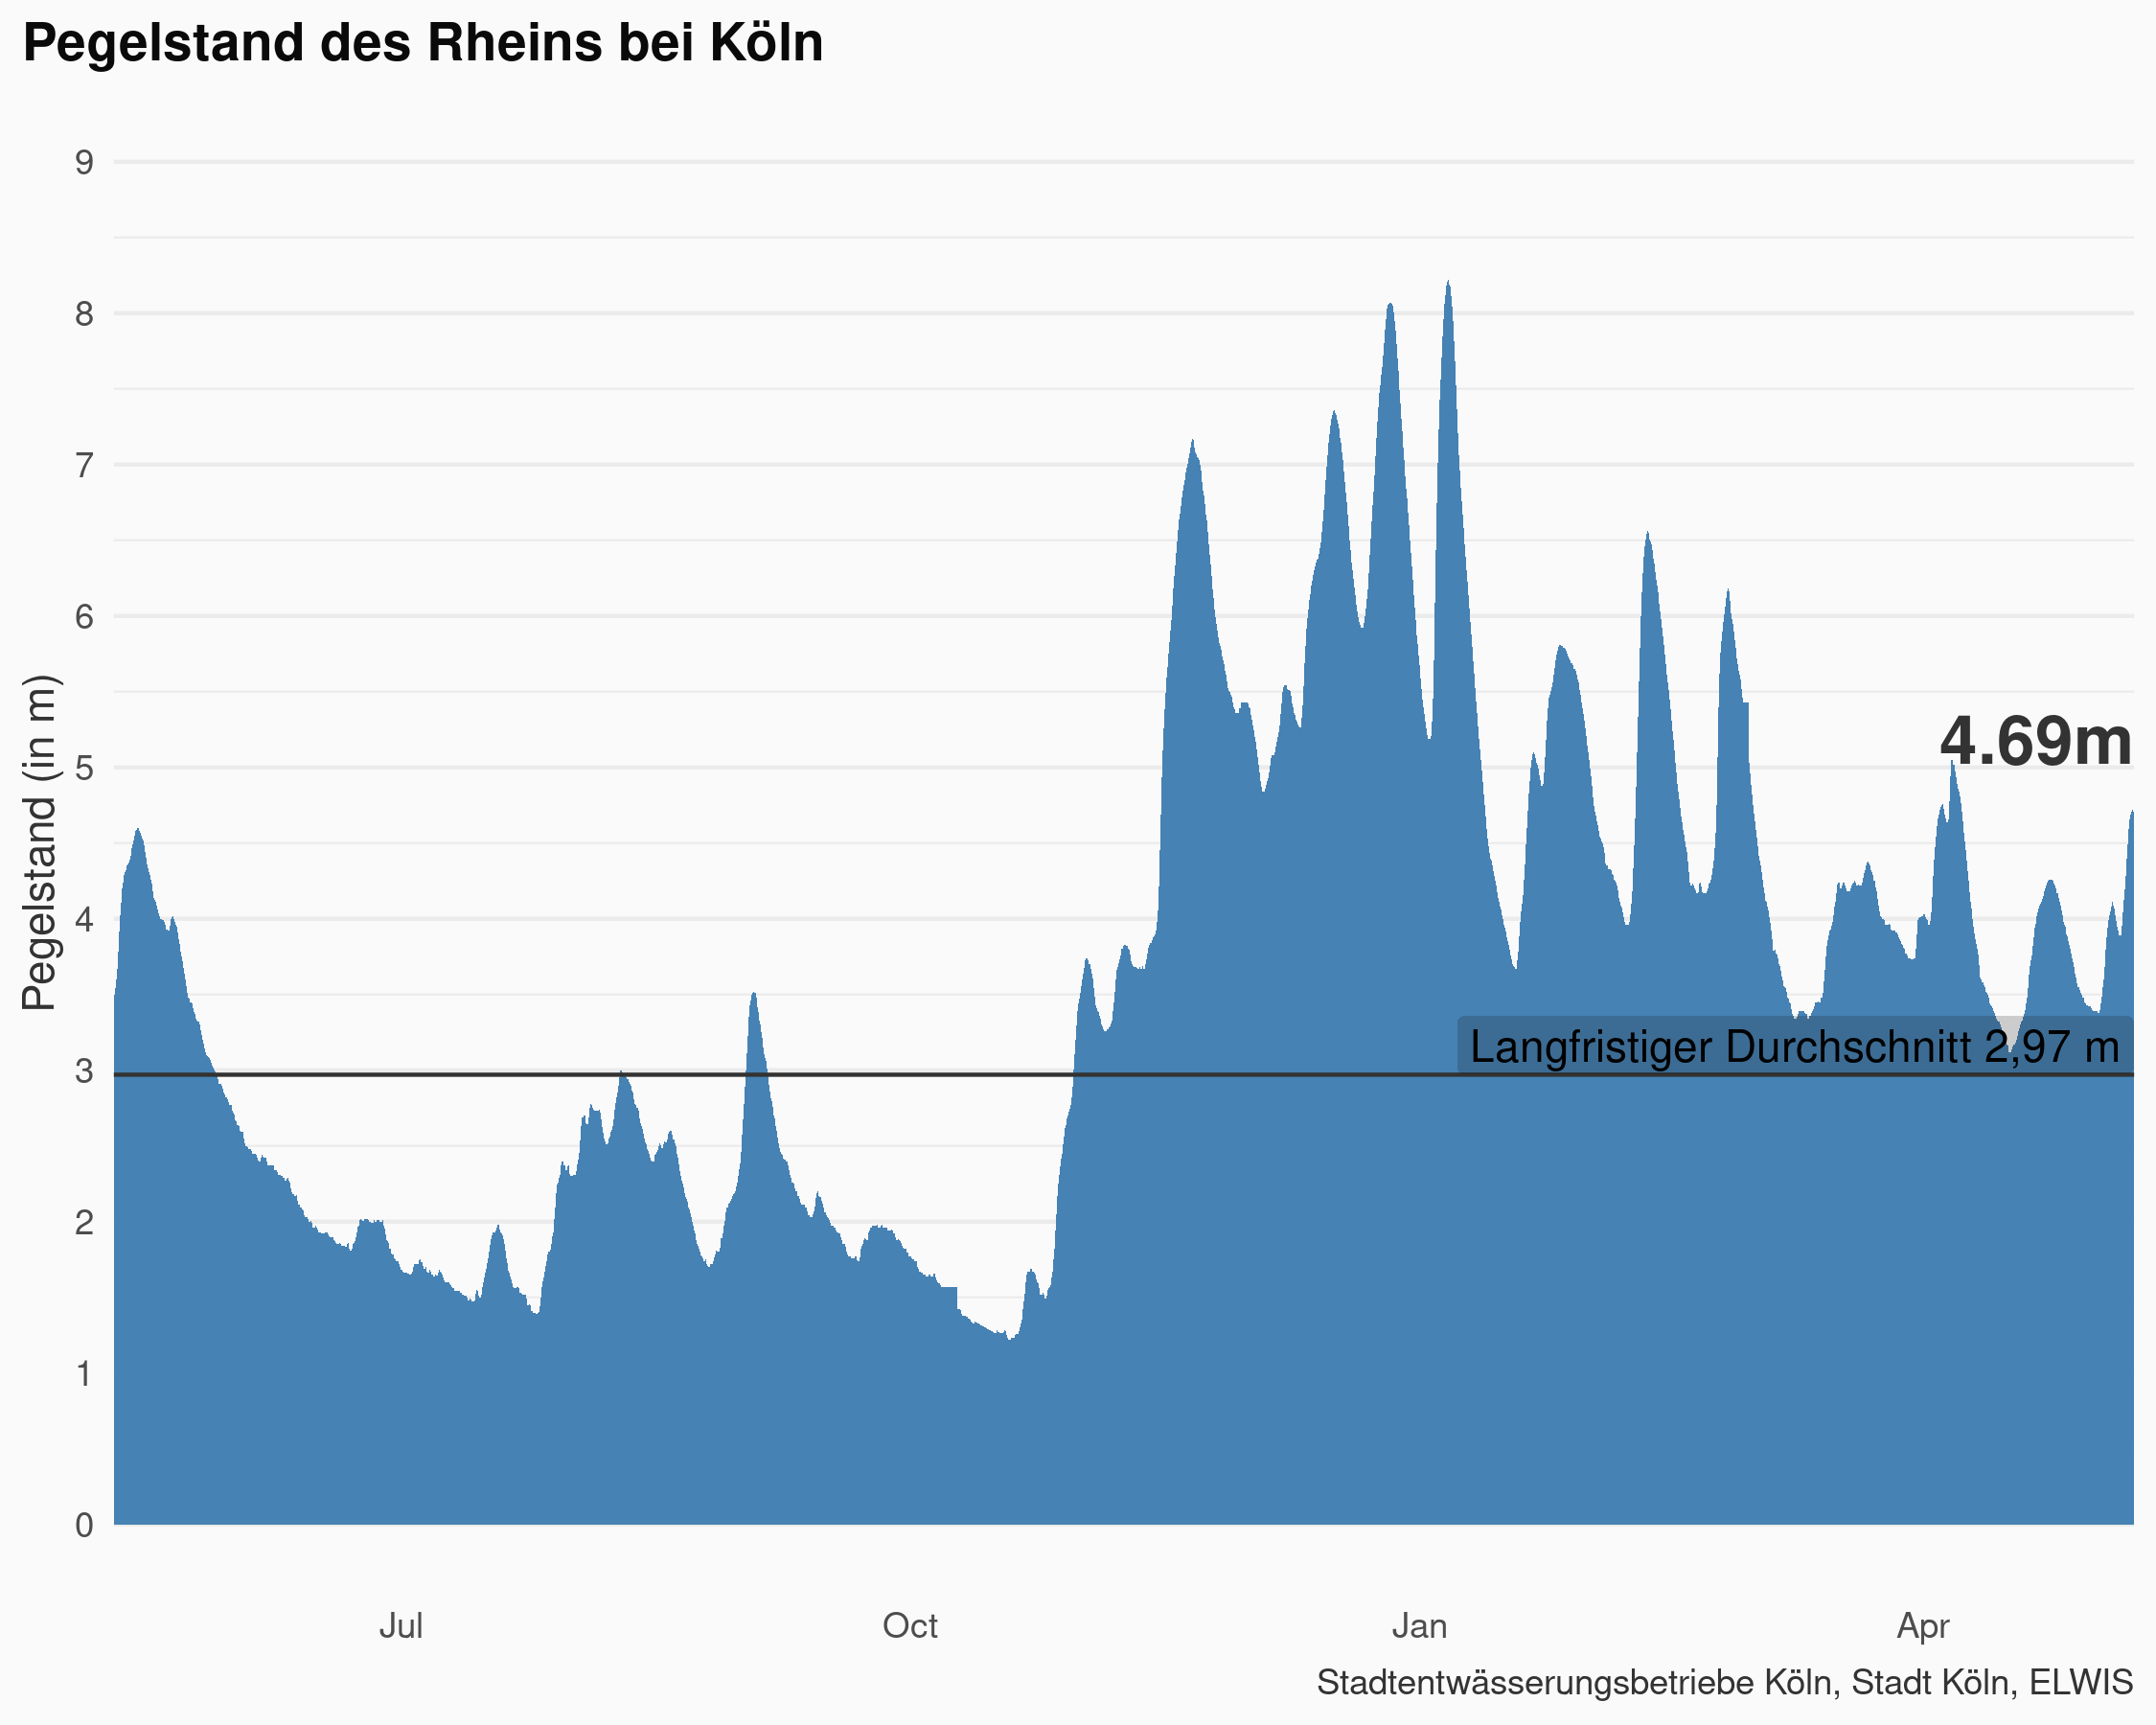 Pegelstand des Rheins bei Köln
9
8
7
6
5
4
3
2
1
0
Pegelstand (in m)
4.69m
Langfristiger Durchschnitt 2,97 m
Jul Oct Jan Apr
Stadtentwässerungsbetriebe Köln, Stadt Köln, ELWIS